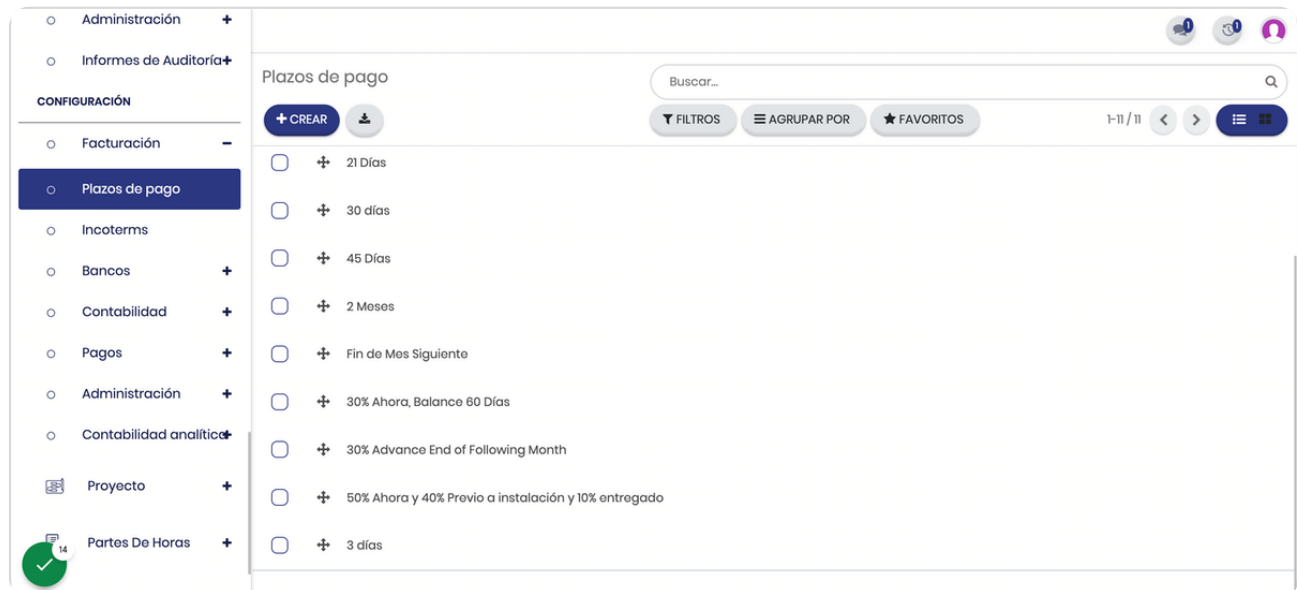 Administración
Informes de Auditoría
CONFIGURACIÓN
Facturación
Plazos de pago
Incoterms
Bancos
Contabilidad
Pagos
Administración
Contabilidad analítica
Proyecto
Partes De Horas
14
1
1
Plazos de pago
Buscar...
+ CREAR
FILTROS
AGRUPAR POR
FAVORITOS
1-11 / 11
21 Días
30 días
45 Días
2 Meses
Fin de Mes Siguiente
30% Ahora, Balance 60 Días
30% Advance End of Following Month
50% Ahora y 40% Previo a instalación y 10% entregado
3 días